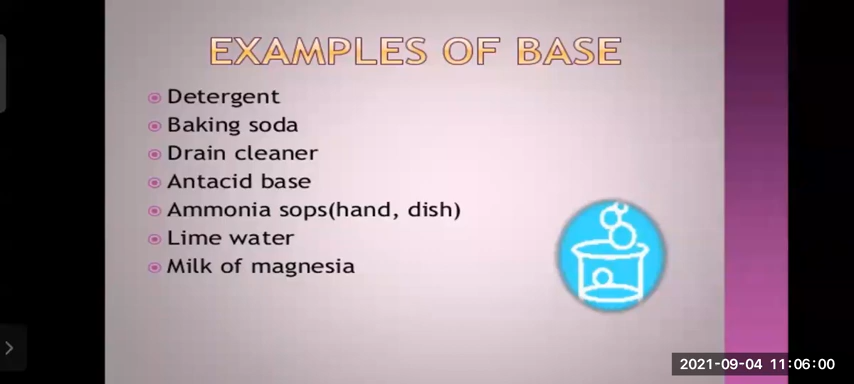 EXAMPLES OF BASE
Detergent
Baking soda
Drain cleaner
Antacid base
Ammonia sops(hand, dish)
Lime water
Milk of magnesia
2021-09-04 11:06:00